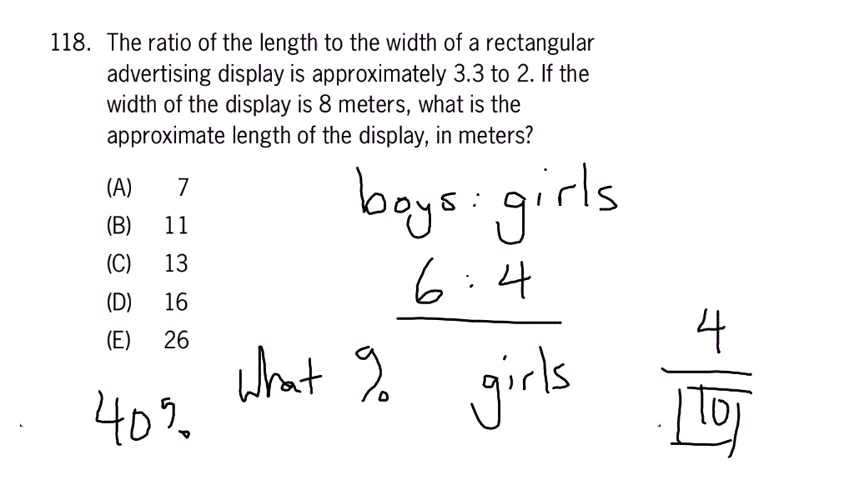 118. The ratio of the length to the width of a rectangular
advertising display is approximately 3.3 to 2. If the
width of the display is 8 meters, what is the
approximate length of the display, in meters?
(A) 7
(B) 11
(C) 13
(D) 16
(E) 26
boys : girls
6 : 4
what % girls
4
10
40%